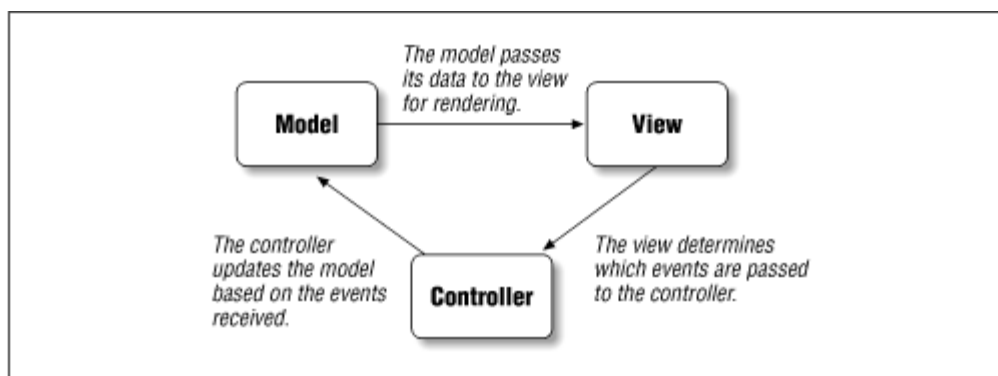 The model passes
its data to the view
for rendering.
Model
View
The controller
updates the model
based on the events
received.
Controller
The view determines
which events are passed
to the controller.